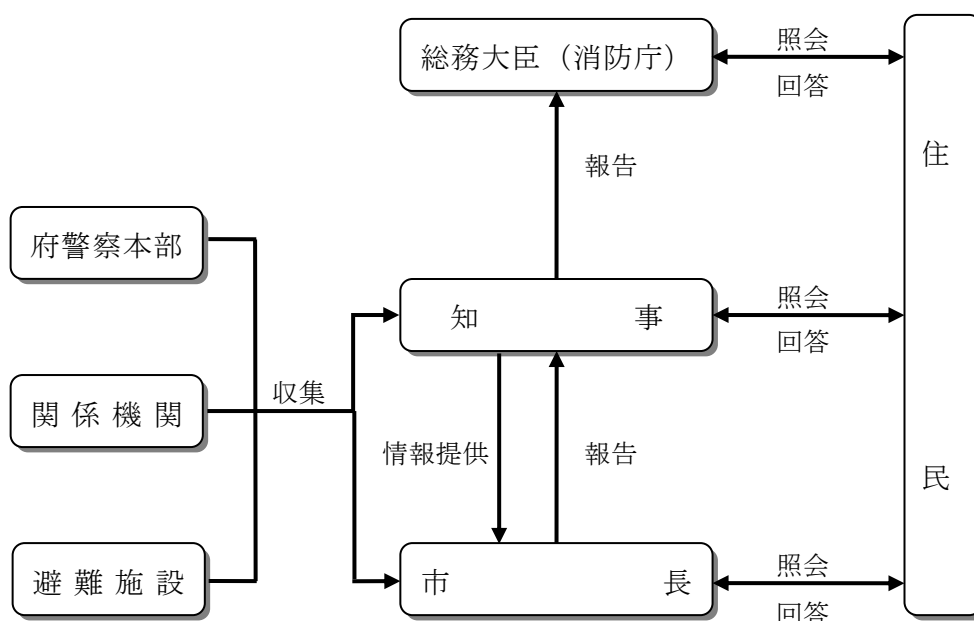 総務大臣（消防庁）
照会
回答
住民
報告
府警察本部
知事
照会
回答
関係機関
収集
情報提供
報告
避難施設
市長
照会
回答